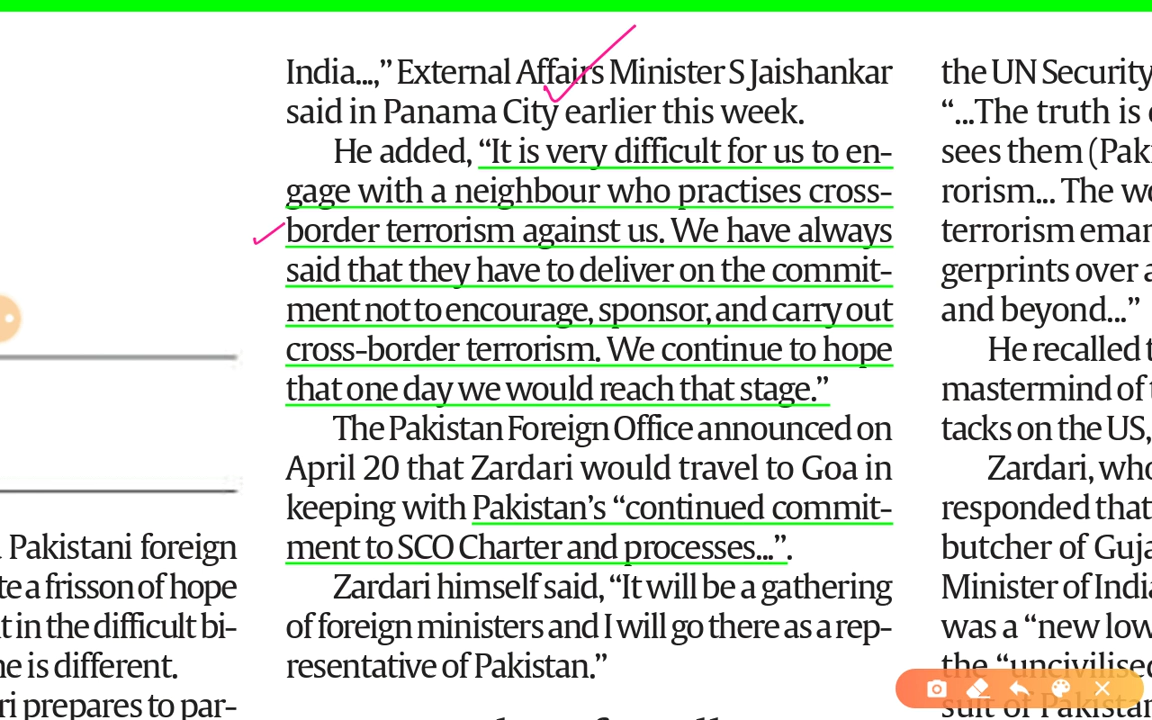 Pakistani foreign
a frisson of hope
in the difficult bi-
is different.
prepares to par-
India...,” External Affairs Minister S Jaishankar
said in Panama City earlier this week.
He added, “It is very difficult for us to en-
gage with a neighbour who practises cross-
border terrorism against us. We have always
said that they have to deliver on the commit-
ment not to encourage, sponsor, and carry out
cross-border terrorism. We continue to hope
that one day we would reach that stage.”
The Pakistan Foreign Office announced on
April 20 that Zardari would travel to Goa in
keeping with Pakistan’s “continued commit-
ment to SCO Charter and processes...”.
Zardari himself said, “It will be a gathering
of foreign ministers and I will go there as a rep-
resentative of Pakistan.”
the UN Security
“...The truth is
sees them (Pak
rorism... The
terrorism
gerprints over
and beyond...”
He recalled
mastermind of
tacks on the US,
Zardari, who
responded that
butcher of
Minister of
was a “new low
the “uncivilised
suit of Pakistan